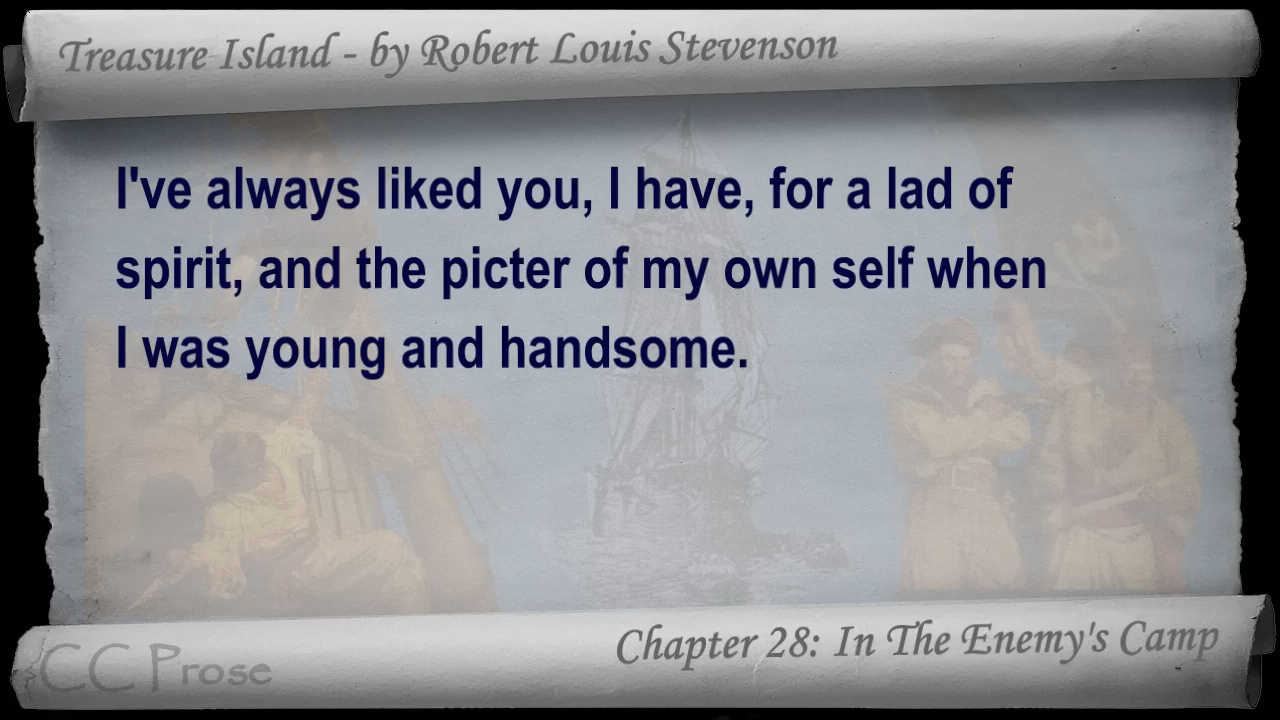 Treasure Island - by Robert Louis Stevenson
I've always liked you, I have, for a lad of
spirit, and the picter of my own self when
I was young and handsome.
Chapter 28: In The Enemy's Camp
CC Prose